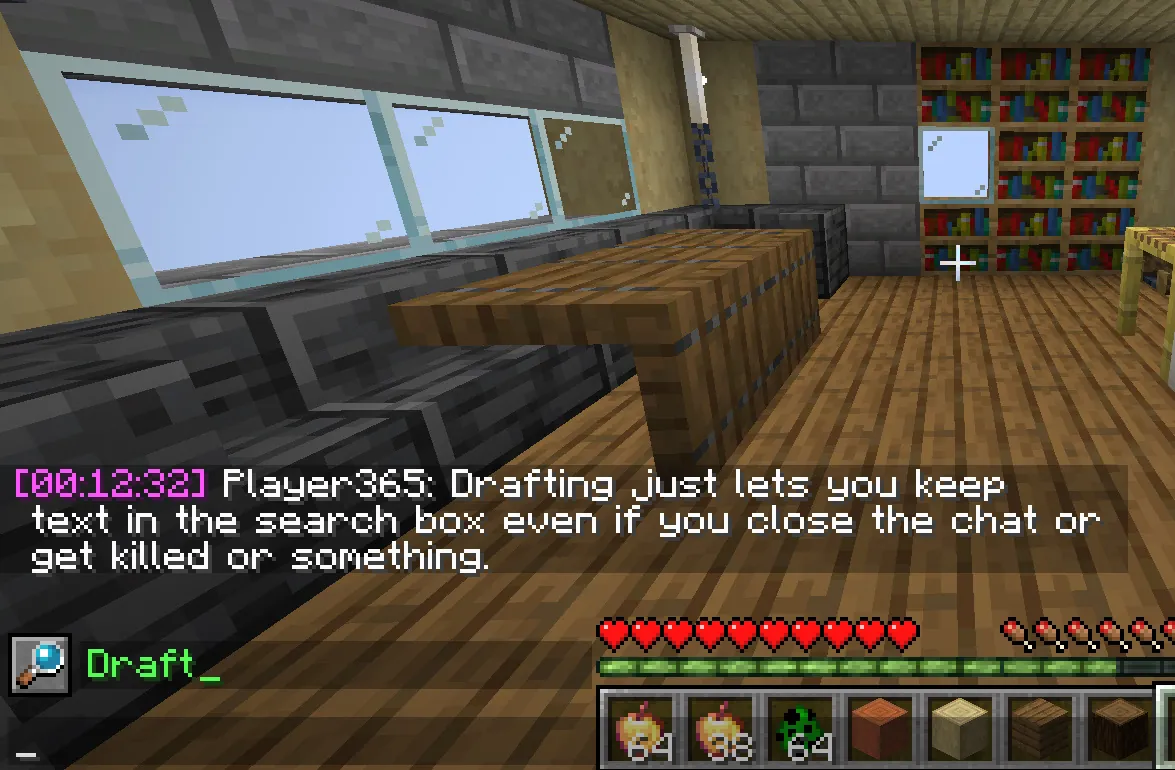 [00:12:32] Player365: Drafting just lets you keep
text in the search box even if you close the chat or
get killed or something.
Draft_
64 38 64
_